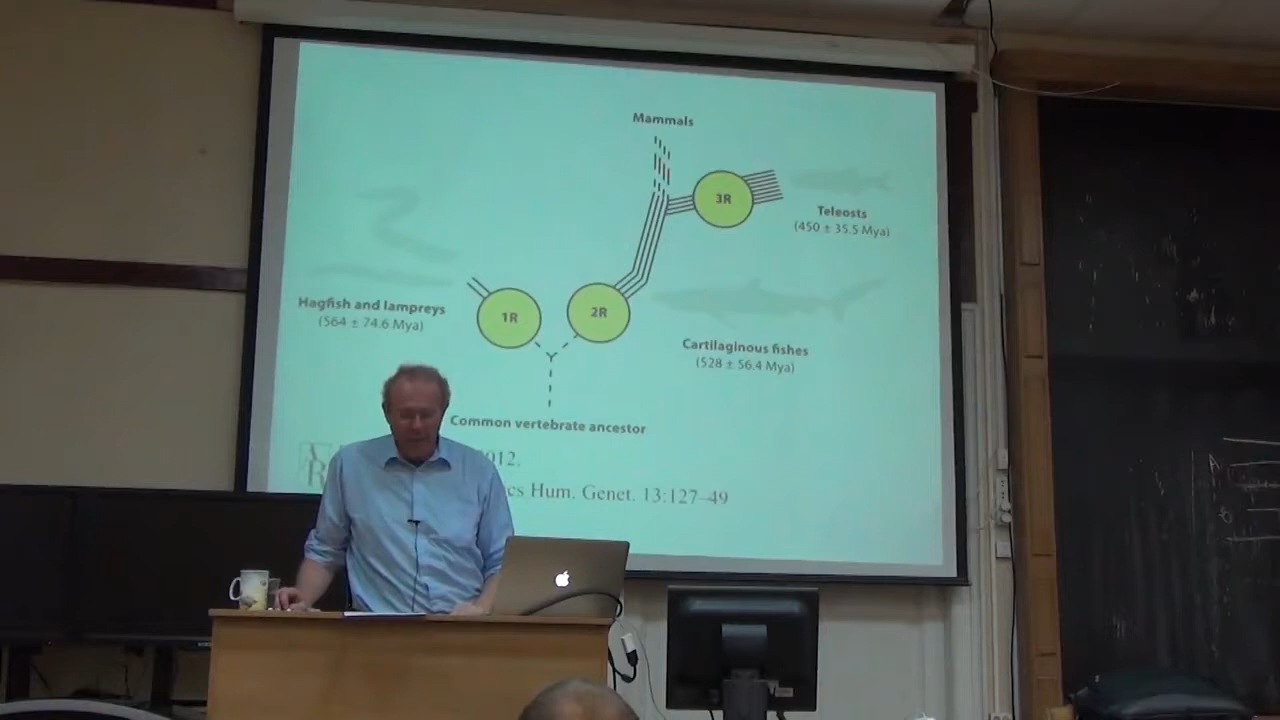 Mammals
3R
Teleosts
(450 ± 35.5 Mya)
Hagfish and lampreys
(564 ± 74.6 Mya)
1R
2R
Cartilaginous fishes
(528 ± 56.4 Mya)
Common vertebrate ancestor
2012.
Hum. Genet. 13:127–49